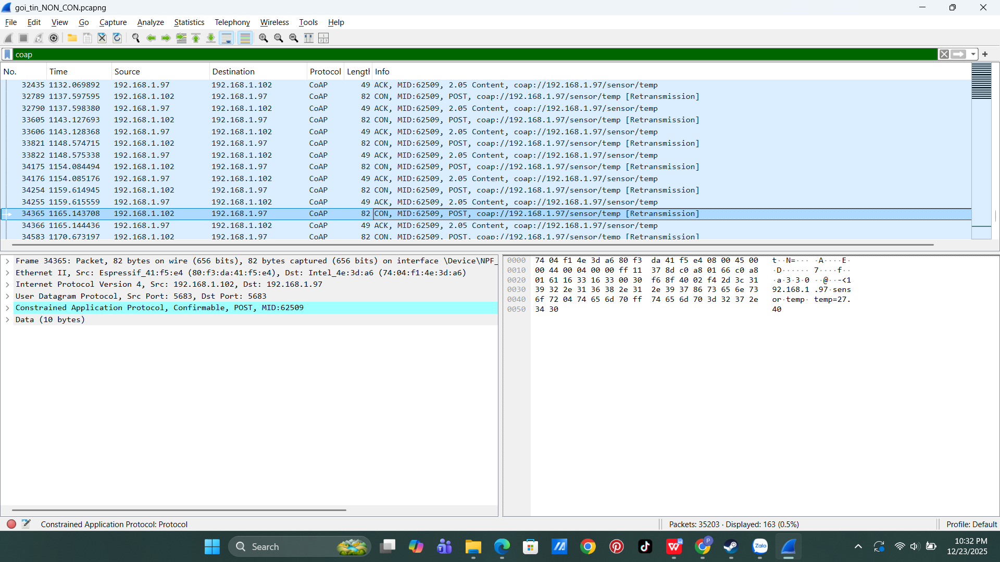 goi_tin_NON_CON.pcapng
File Edit View Go Capture Analyze Statistics Telephony Wireless Tools Help
coap
No. Time Source Destination Protocol Length Info
32435 1132.069892 192.168.1.97 192.168.1.102 CoAP 49 ACK, MID:62509, 2.05 Content, coap://192.168.1.97/sensor/temp
32789 1137.597595 192.168.1.102 192.168.1.97 CoAP 82 CON, MID:62509, POST, coap://192.168.1.97/sensor/temp [Retransmission]
32790 1137.598380 192.168.1.97 192.168.1.102 CoAP 49 ACK, MID:62509, 2.05 Content, coap://192.168.1.97/sensor/temp
33605 1143.127693 192.168.1.102 192.168.1.97 CoAP 82 CON, MID:62509, POST, coap://192.168.1.97/sensor/temp [Retransmission]
33606 1143.128368 192.168.1.97 192.168.1.102 CoAP 49 ACK, MID:62509, 2.05 Content, coap://192.168.1.97/sensor/temp
33821 1148.574715 192.168.1.102 192.168.1.97 CoAP 82 CON, MID:62509, POST, coap://192.168.1.97/sensor/temp [Retransmission]
33822 1148.575338 192.168.1.97 192.168.1.102 CoAP 49 ACK, MID:62509, 2.05 Content, coap://192.168.1.97/sensor/temp
34175 1154.084494 192.168.1.102 192.168.1.97 CoAP 82 CON, MID:62509, POST, coap://192.168.1.97/sensor/temp [Retransmission]
34176 1154.085176 192.168.1.97 192.168.1.102 CoAP 49 ACK, MID:62509, 2.05 Content, coap://192.168.1.97/sensor/temp
34254 1159.614945 192.168.1.102 192.168.1.97 CoAP 82 CON, MID:62509, POST, coap://192.168.1.97/sensor/temp [Retransmission]
34255 1159.615559 192.168.1.97 192.168.1.102 CoAP 49 ACK, MID:62509, 2.05 Content, coap://192.168.1.97/sensor/temp
34365 1165.143708 192.168.1.102 192.168.1.97 CoAP 82 CON, MID:62509, POST, coap://192.168.1.97/sensor/temp [Retransmission]
34366 1165.144436 192.168.1.97 192.168.1.102 CoAP 49 ACK, MID:62509, 2.05 Content, coap://192.168.1.97/sensor/temp
34583 1170.673197 192.168.1.102 192.168.1.97 CoAP 82 CON, MID:62509, POST, coap://192.168.1.97/sensor/temp [Retransmission]
Frame 34365: Packet, 82 bytes on wire (656 bits), 82 bytes captured (656 bits) on interface \Device\NPF_
Ethernet II, Src: Espressif_41:f5:e4 (80:f3:da:41:f5:e4), Dst: Intel_4e:3d:a6 (74:04:f1:4e:3d:a6)
Internet Protocol Version 4, Src: 192.168.1.102, Dst: 192.168.1.97
User Datagram Protocol, Src Port: 5683, Dst Port: 5683
Constrained Application Protocol, Confirmable, POST, MID:62509
Data (10 bytes)
0000 74 04 f1 4e 3d a6 80 f3 da 41 f5 e4 08 00 45 00 t··N=··· ·A····E·
0010 00 44 00 04 00 00 ff 11 37 8d c0 a8 01 66 c0 a8 ·D······ 7····f··
0020 01 61 16 33 16 33 00 30 f6 8f 40 02 f4 2d 3c 31 ·a·3·3·0 ··@··-<1
0030 39 32 2e 31 36 38 2e 31 2e 39 37 86 73 65 6e 73 92.168.1 .97·sens
0040 6f 72 04 74 65 6d 70 ff 74 65 6d 70 3d 32 37 2e or·temp· temp=27.
0050 34 30 40
Constrained Application Protocol: Protocol
Packets: 35203 · Displayed: 163 (0.5%)
Profile: Default
Search
Zalo
10:32 PM
12/23/2025